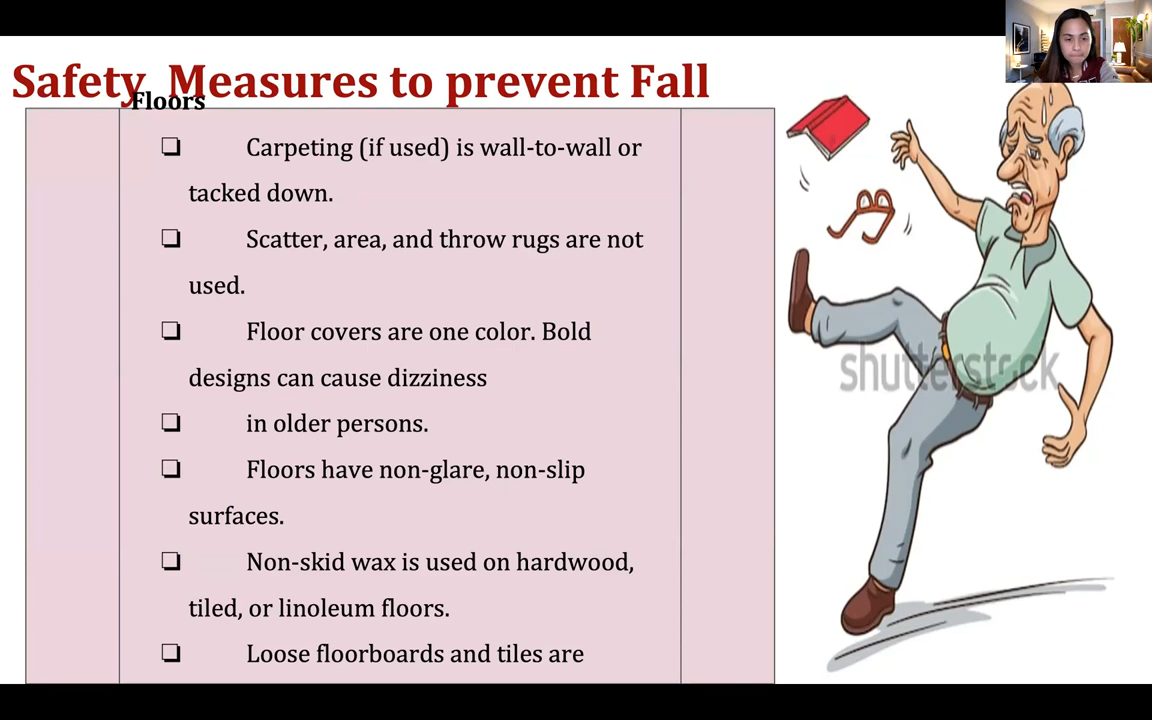 Safety Measures to prevent Fall
Floors
❏ Carpeting (if used) is wall-to-wall or
tacked down.
❏ Scatter, area, and throw rugs are not
used.
❏ Floor covers are one color. Bold
designs can cause dizziness
❏ in older persons.
❏ Floors have non-glare, non-slip
surfaces.
❏ Non-skid wax is used on hardwood,
tiled, or linoleum floors.
❏ Loose floorboards and tiles are
shutterstock